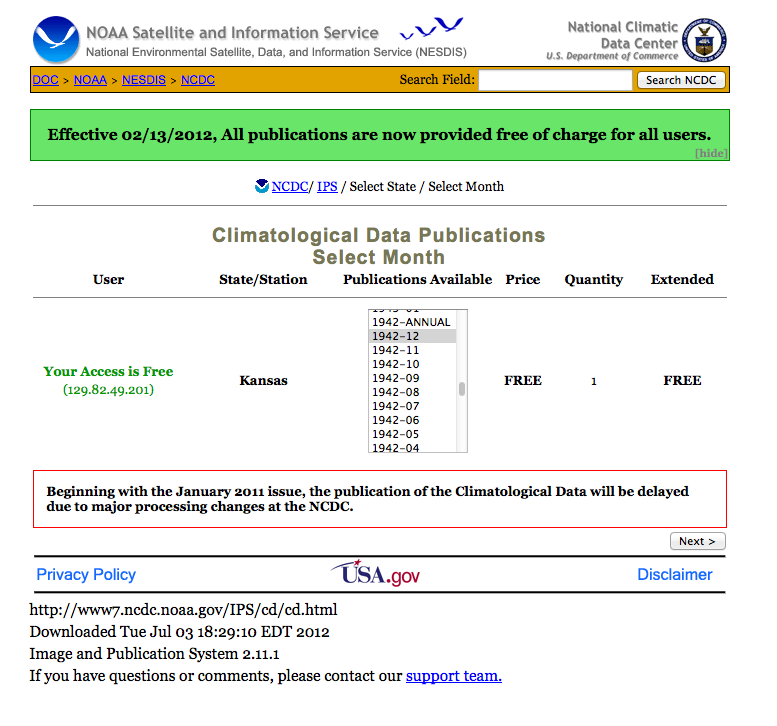 NOAA Satellite and Information Service
National Environmental Satellite, Data, and Information Service (NESDIS)
National Climatic
Data Center
U.S. Department of Commerce
DOC > NOAA > NESDIS > NCDC Search Field: Search NCDC
Effective 02/13/2012, All publications are now provided free of charge for all users.
[hide]
NCDC/ IPS / Select State / Select Month
Climatological Data Publications
Select Month
User State/Station Publications Available Price Quantity Extended
1942-ANNUAL
1942-12
1942-11
1942-10
1942-09
1942-08
1942-07
1942-06
1942-05
1942-04
Your Access is Free
(129.82.49.201)
Kansas
FREE
1
FREE
Beginning with the January 2011 issue, the publication of the Climatological Data will be delayed
due to major processing changes at the NCDC.
Next >
Privacy Policy USA.gov Disclaimer
http://www7.ncdc.noaa.gov/IPS/cd/cd.html
Downloaded Tue Jul 03 18:29:10 EDT 2012
Image and Publication System 2.11.1
If you have questions or comments, please contact our support team.